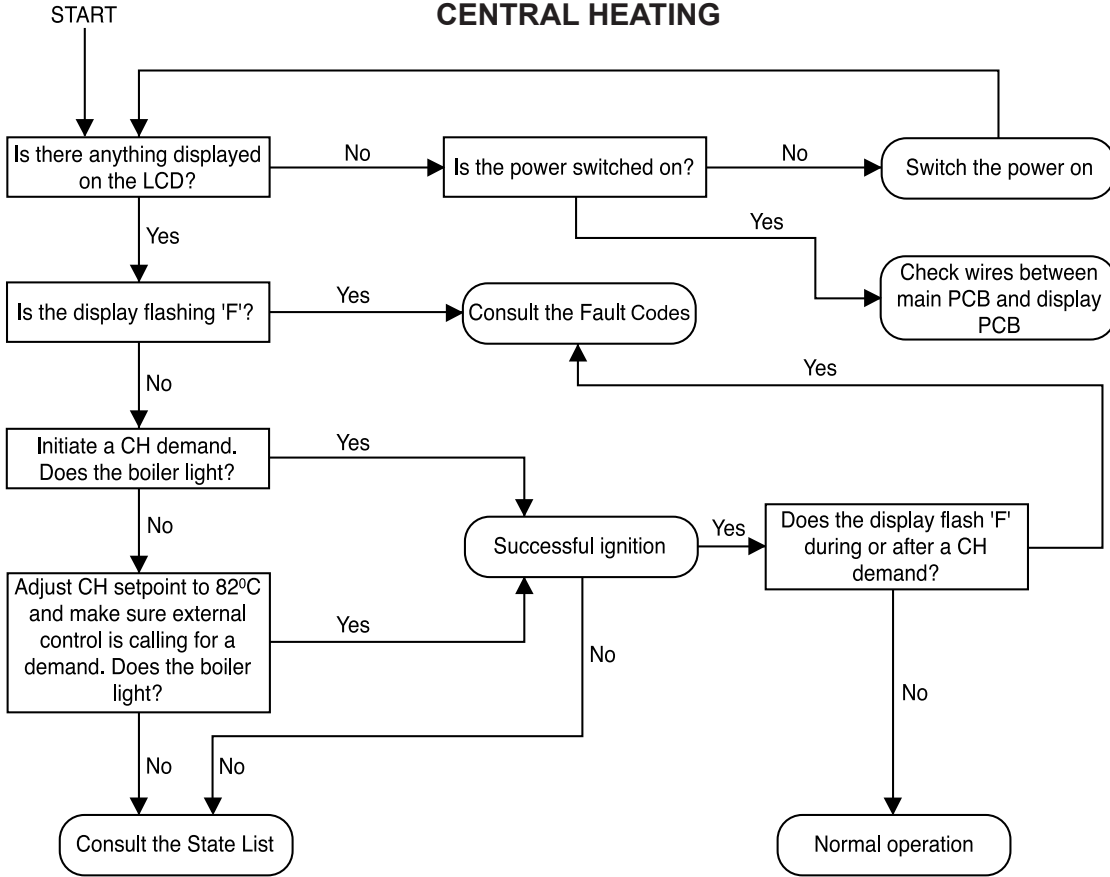 START
CENTRAL HEATING
Is there anything displayed
on the LCD?
No
Is the power switched on?
No
Switch the power on
Yes
Yes
Check wires between
main PCB and display
PCB
Is the display flashing 'F'?
Yes
Consult the Fault Codes
Yes
No
Initiate a CH demand.
Does the boiler light?
Yes
No
Successful ignition
Yes
Does the display flash 'F'
during or after a CH
demand?
Adjust CH setpoint to 82⁰C
and make sure external
control is calling for a
demand. Does the boiler
light?
Yes
No
No
No
No
Consult the State List
Normal operation